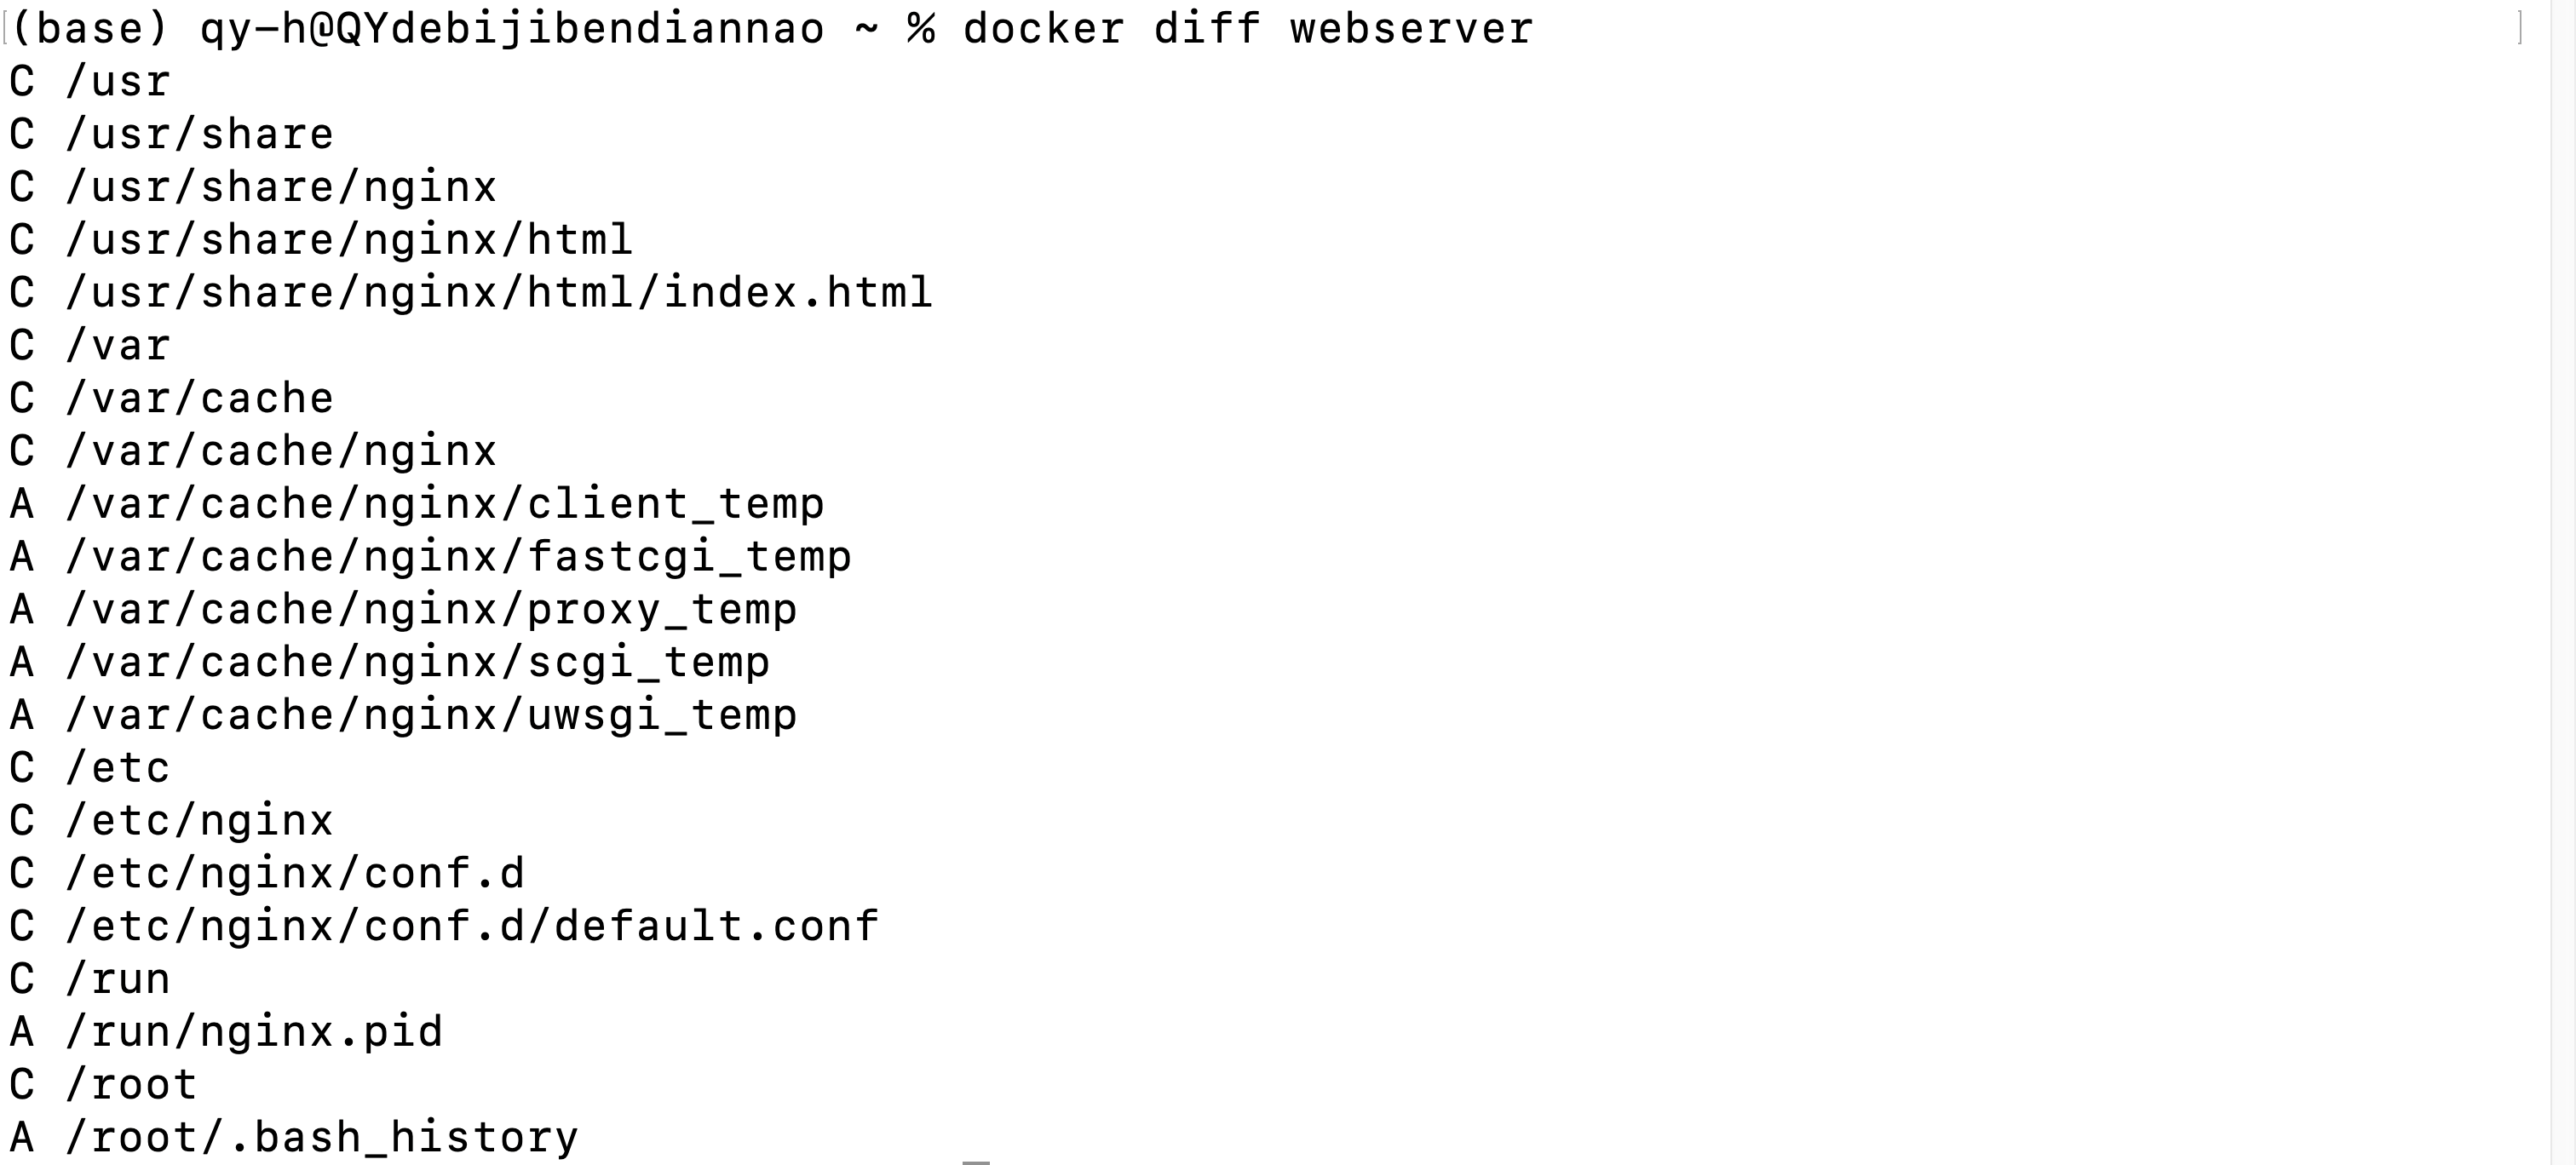 (base) qy-h@QYdebijibendiannao ~ % docker diff webserver
C /usr
C /usr/share
C /usr/share/nginx
C /usr/share/nginx/html
C /usr/share/nginx/html/index.html
C /var
C /var/cache
C /var/cache/nginx
A /var/cache/nginx/client_temp
A /var/cache/nginx/fastcgi_temp
A /var/cache/nginx/proxy_temp
A /var/cache/nginx/scgi_temp
A /var/cache/nginx/uwsgi_temp
C /etc
C /etc/nginx
C /etc/nginx/conf.d
C /etc/nginx/conf.d/default.conf
C /run
A /run/nginx.pid
C /root
A /root/.bash_history